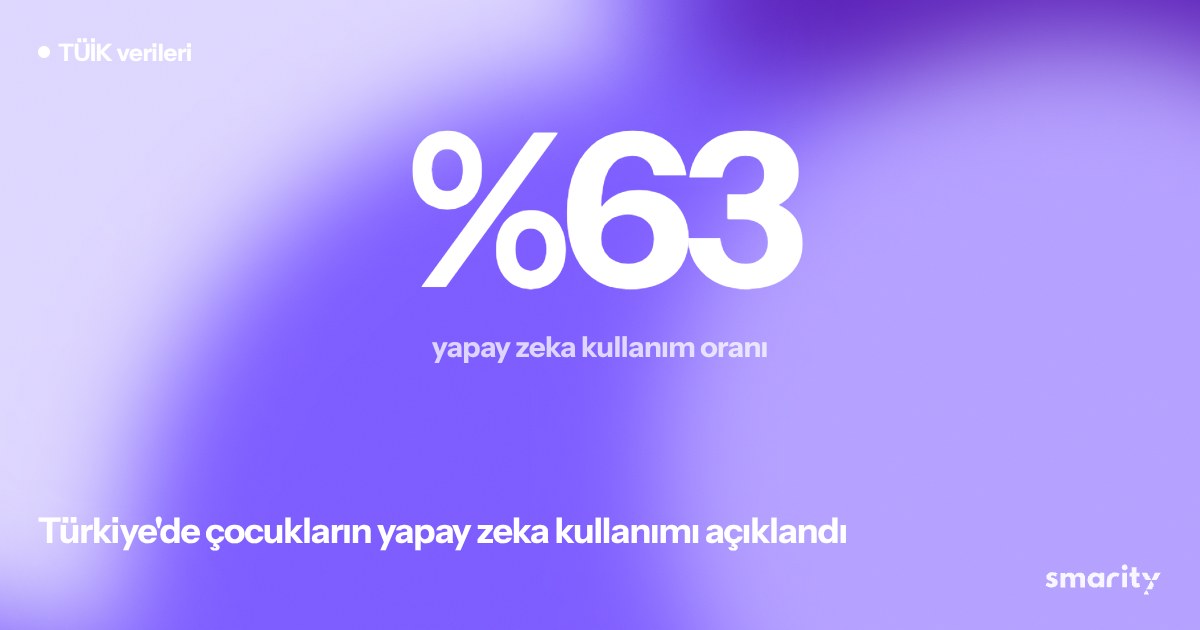 TÜİK verileri
%63
yapay zeka kullanım oranı
Türkiye'de çocukların yapay zeka kullanımı açıklandı
smarity